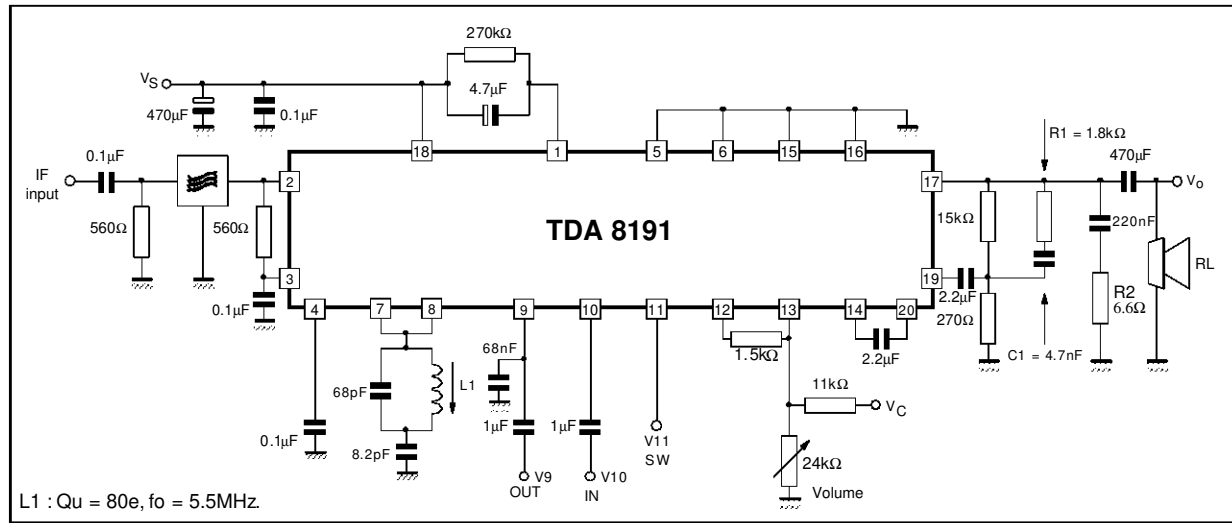 270kΩ
VS
4.7μF
470μF
0.1μF
R1 = 1.8kΩ
18
1
5
6
15
16
0.1μF
470μF
IF
input
2
17
Vo
560Ω
560Ω
TDA 8191
15kΩ
220nF
RL
3
19
0.1μF
2.2μF
R2
6.6Ω
270Ω
4
7
8
9
10
11
12
13
14
20
1.5kΩ
2.2μF
C1 = 4.7nF
68nF
68pF
L1
11kΩ
VC
0.1μF
1μF
1μF
V11
SW
8.2pF
24kΩ
V9
OUT
V10
IN
Volume
L1 : Qu = 80e, fo = 5.5MHz.